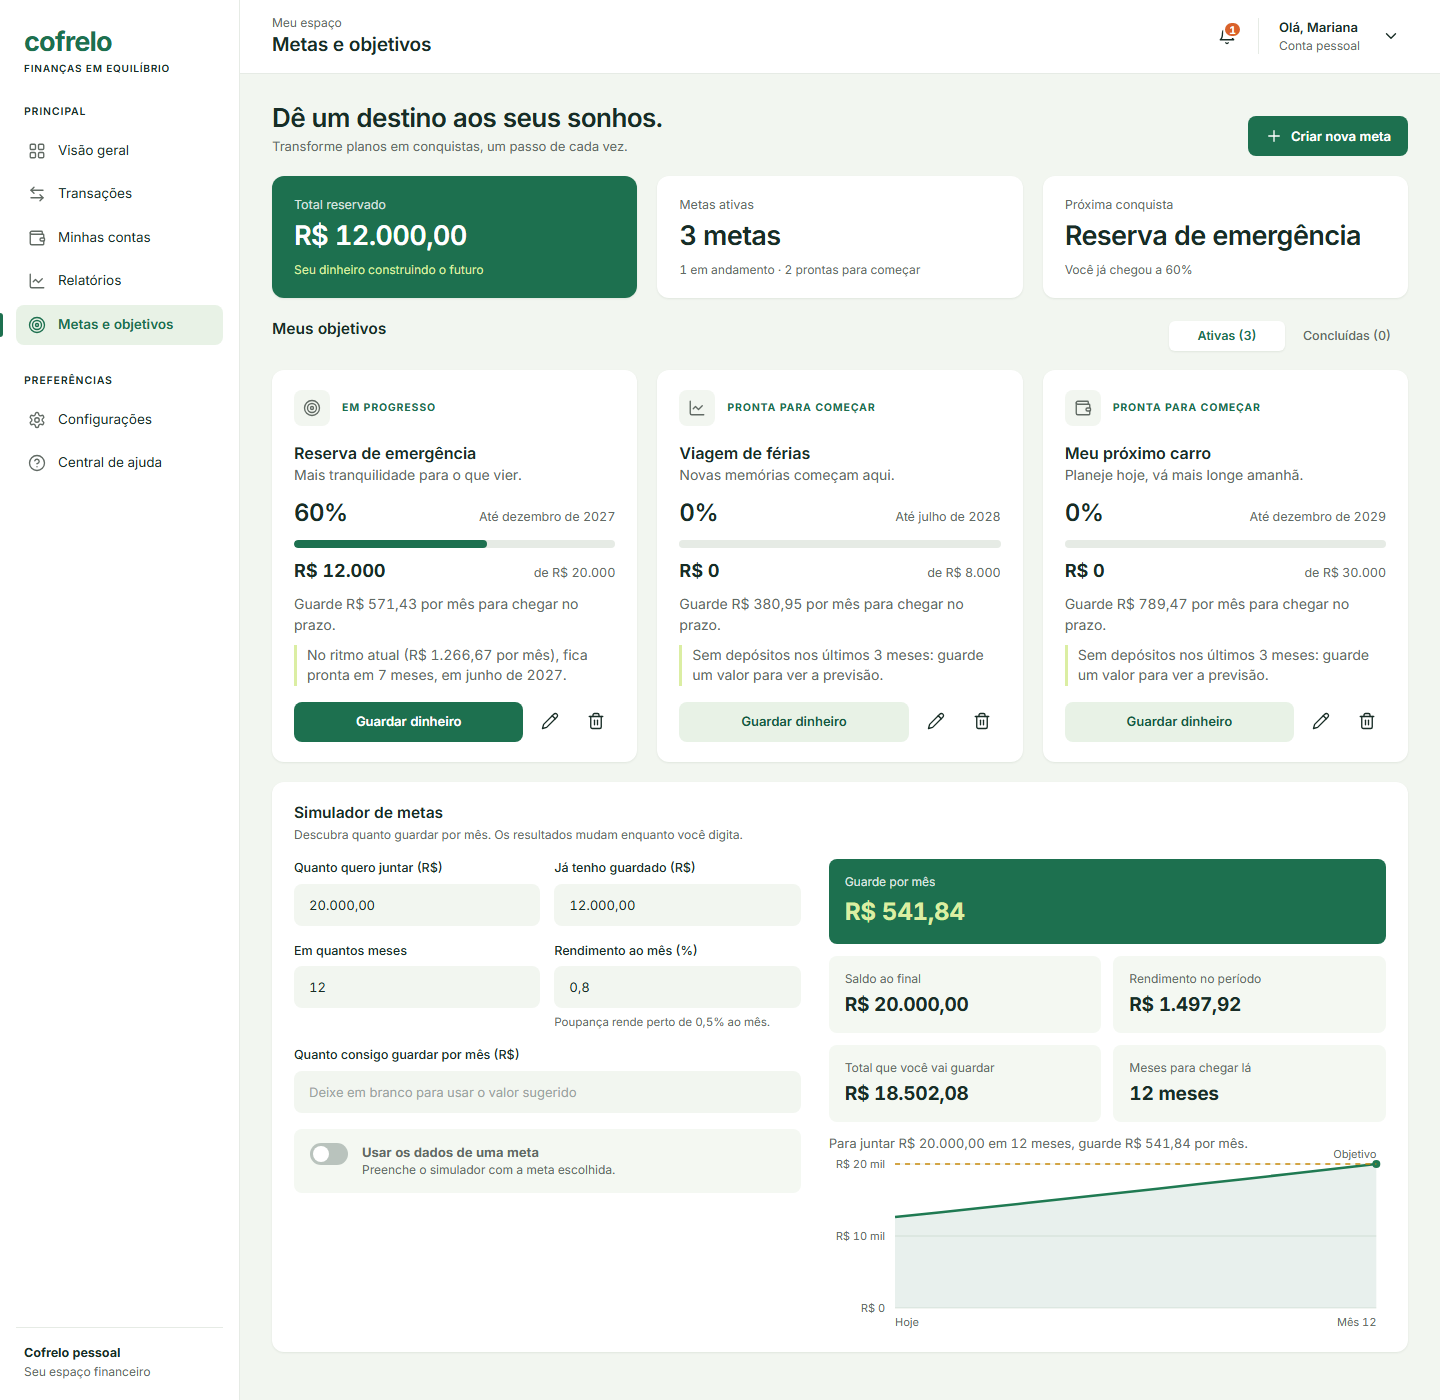 cofrelo
FINANÇAS EM EQUILÍBRIO
PRINCIPAL
Visão geral
Transações
Minhas contas
Relatórios
Metas e objetivos
PREFERÊNCIAS
Configurações
Central de ajuda
Cofrelo pessoal
Seu espaço financeiro
Meu espaço
Metas e objetivos
1
Olá, Mariana
Conta pessoal
Dê um destino aos seus sonhos.
Transforme planos em conquistas, um passo de cada vez.
Criar nova meta
Total reservado
R$ 12.000,00
Seu dinheiro construindo o futuro
Metas ativas
3 metas
1 em andamento · 2 prontas para começar
Próxima conquista
Reserva de emergência
Você já chegou a 60%
Meus objetivos
Ativas (3)
Concluídas (0)
EM PROGRESSO
Reserva de emergência
Mais tranquilidade para o que vier.
60%
Até dezembro de 2027
R$ 12.000
de R$ 20.000
Guarde R$ 571,43 por mês para chegar no
prazo.
No ritmo atual (R$ 1.266,67 por mês), fica
pronta em 7 meses, em junho de 2027.
Guardar dinheiro
PRONTA PARA COMEÇAR
Viagem de férias
Novas memórias começam aqui.
0%
Até julho de 2028
R$ 0
de R$ 8.000
Guarde R$ 380,95 por mês para chegar no
prazo.
Sem depósitos nos últimos 3 meses: guarde
um valor para ver a previsão.
Guardar dinheiro
PRONTA PARA COMEÇAR
Meu próximo carro
Planeje hoje, vá mais longe amanhã.
0%
Até dezembro de 2029
R$ 0
de R$ 30.000
Guarde R$ 789,47 por mês para chegar no
prazo.
Sem depósitos nos últimos 3 meses: guarde
um valor para ver a previsão.
Guardar dinheiro
Simulador de metas
Descubra quanto guardar por mês. Os resultados mudam enquanto você digita.
Quanto quero juntar (R$)
20.000,00
Já tenho guardado (R$)
12.000,00
Em quantos meses
12
Rendimento ao mês (%)
0,8
Poupança rende perto de 0,5% ao mês.
Quanto consigo guardar por mês (R$)
Deixe em branco para usar o valor sugerido
Usar os dados de uma meta
Preenche o simulador com a meta escolhida.
Guarde por mês
R$ 541,84
Saldo ao final
R$ 20.000,00
Rendimento no período
R$ 1.497,92
Total que você vai guardar
R$ 18.502,08
Meses para chegar lá
12 meses
Para juntar R$ 20.000,00 em 12 meses, guarde R$ 541,84 por mês.
Objetivo
R$ 20 mil
R$ 10 mil
R$ 0
Hoje
Mês 12